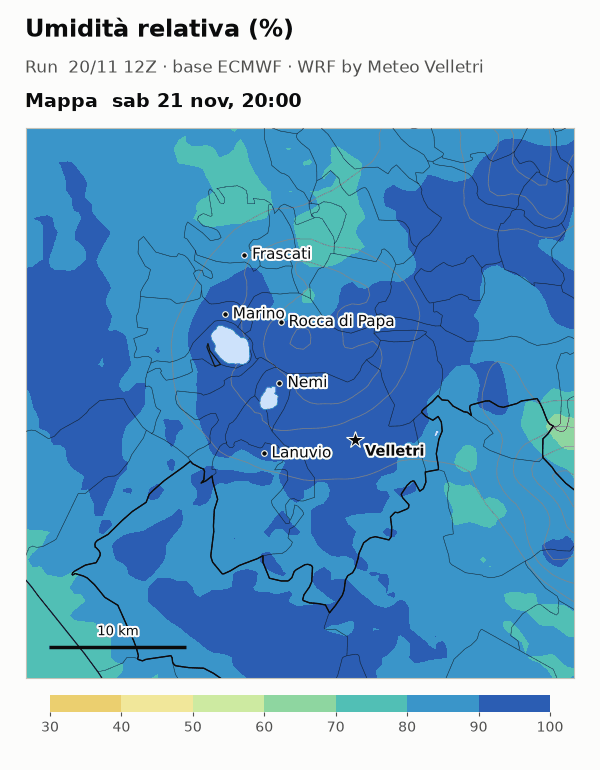 Umidità relativa (%)
Run  20/11 12Z · base ECMWF · WRF by Meteo Velletri
Mappa  sab 21 nov, 20:00
Frascati
Marino
Rocca di Papa
Nemi
Velletri
Lanuvio
10 km
30 40 50 60 70 80 90 100